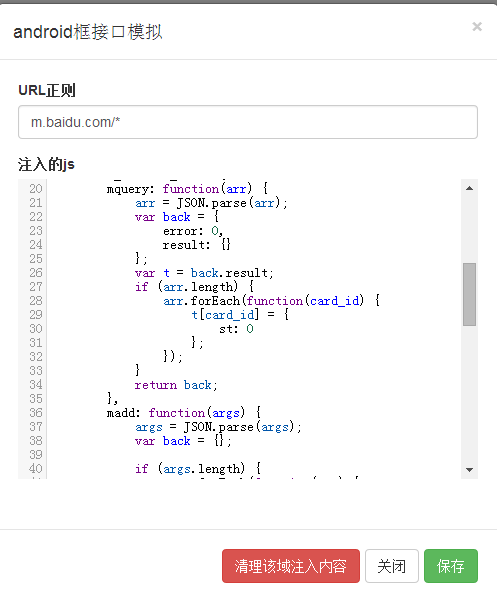 android框接口模拟
×
URL正则
m.baidu.com/*
注入的js
20 mquery: function(arr) {
21 arr = JSON.parse(arr);
22 var back = {
23 error: 0,
24 result: {}
25 };
26 var t = back.result;
27 if (arr.length) {
28 arr.forEach(function(card_id) {
29 t[card_id] = {
30 st: 0
31 };
32 });
33 }
34 return back;
35 },
36 madd: function(args) {
37 args = JSON.parse(args);
38 var back = {};
39
40 if (args.length) {
清理该域注入内容 关闭 保存